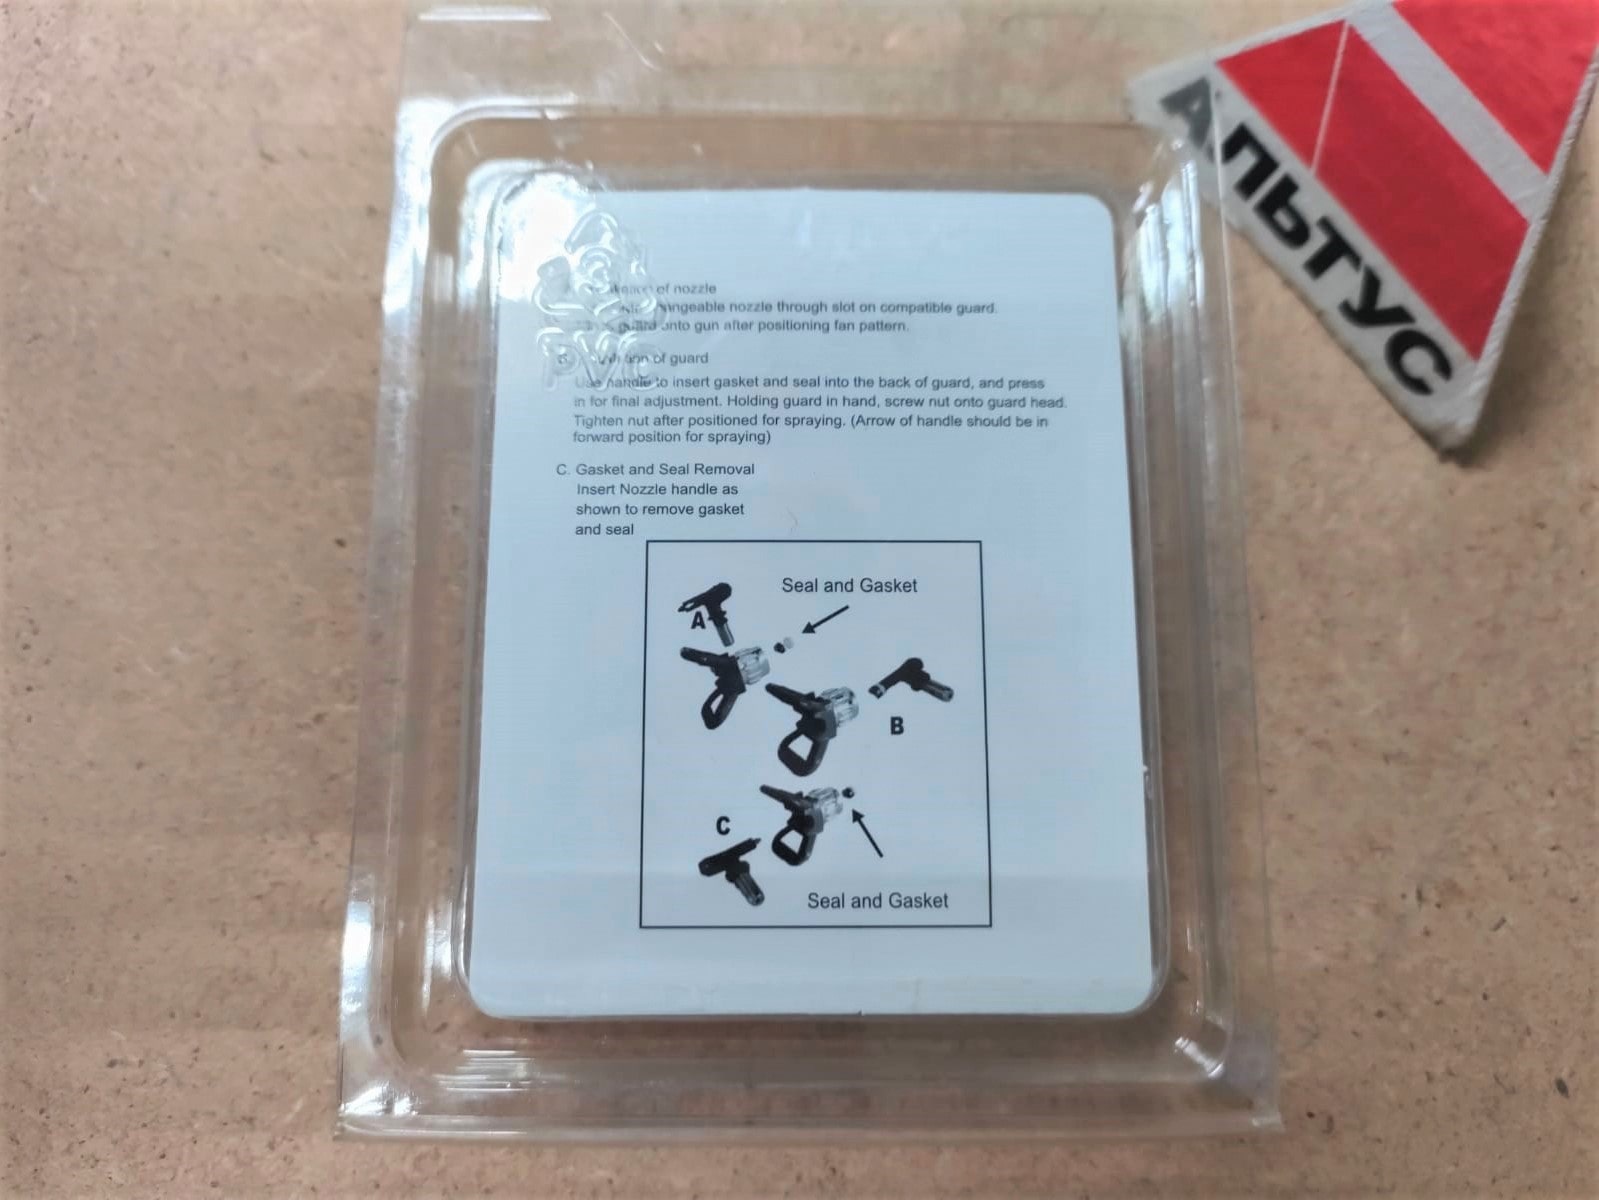 of nozzle
nozzle through slot on compatible guard.
onto gun after positioning fan pattern.
of guard
Use handle to insert gasket and seal into the back of guard, and press
in for final adjustment. Holding guard in hand, screw nut onto guard head.
Tighten nut after positioned for spraying. (Arrow of handle should be in
forward position for spraying)
C. Gasket and Seal Removal
Insert Nozzle handle as
shown to remove gasket
and seal
Seal and Gasket
A
B
C
Seal and Gasket
PVC
АЛЬТУС